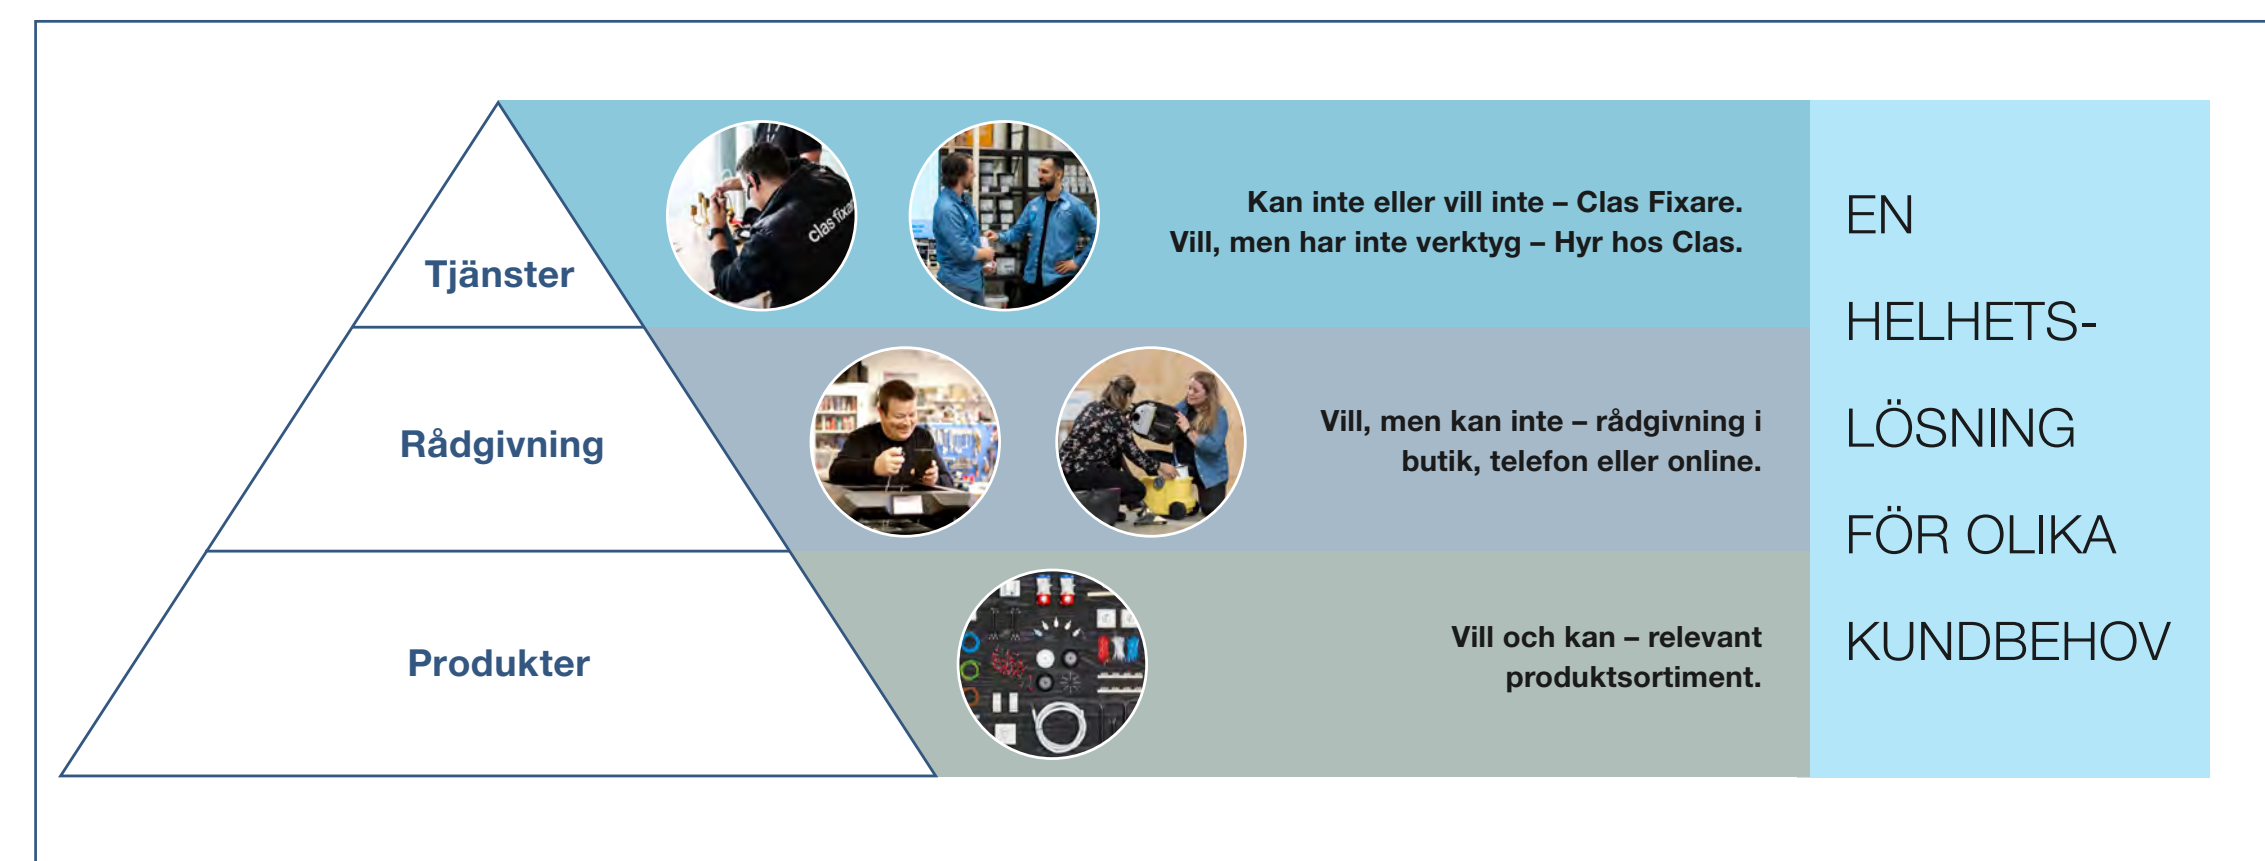 Tjänster
clas fixare
Kan inte eller vill inte – Clas Fixare.
Vill, men har inte verktyg – Hyr hos Clas.
Rådgivning
Vill, men kan inte – rådgivning i
butik, telefon eller online.
Produkter
Vill och kan – relevant
produktsortiment.
EN
HELHETS-
LÖSNING
FÖR OLIKA
KUNDBEHOV